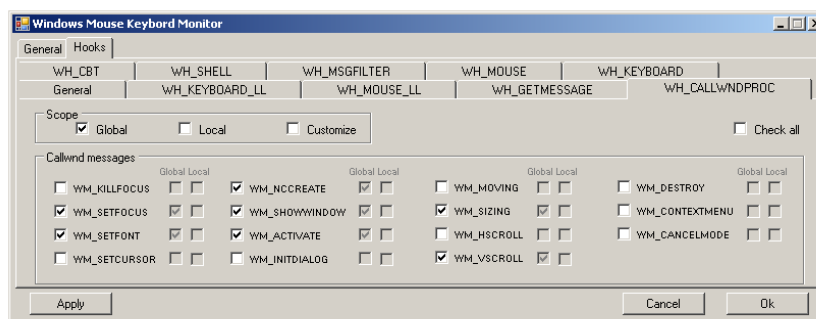 Windows Mouse Keybord Monitor
General Hooks
WH_CBT WH_SHELL WH_MSGFILTER WH_MOUSE WH_KEYBOARD
General WH_KEYBOARD_LL WH_MOUSE_LL WH_GETMESSAGE WH_CALLWNDPROC
Scope
Global Local Customize Check all
Callwnd messages
Global Local Global Local Global Local Global Local
WM_KILLFOCUS WM_NCCREATE WM_MOVING WM_DESTROY
WM_SETFOCUS WM_SHOWWINDOW WM_SIZING WM_CONTEXTMENU
WM_SETFONT WM_ACTIVATE WM_HSCROLL WM_CANCELMODE
WM_SETCURSOR WM_INITDIALOG WM_VSCROLL
Apply Cancel Ok